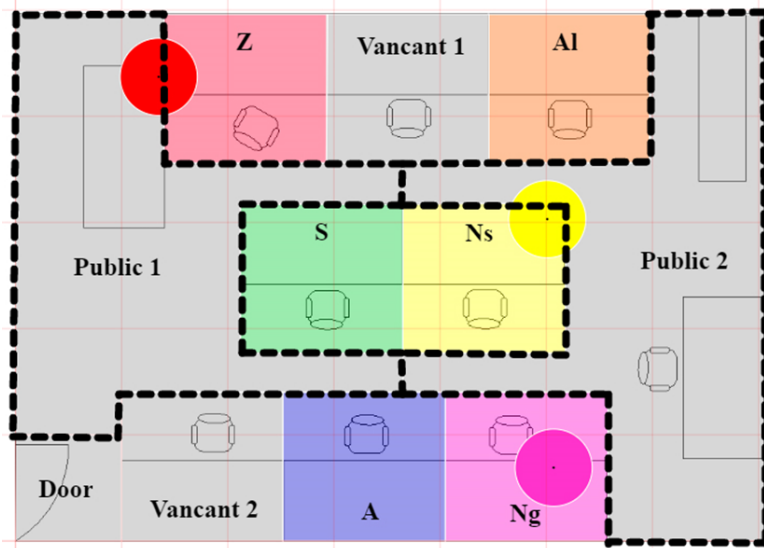 Z
Vancant 1
Al
S
Ns
Public 1
Public 2
Door
Vancant 2
A
Ng